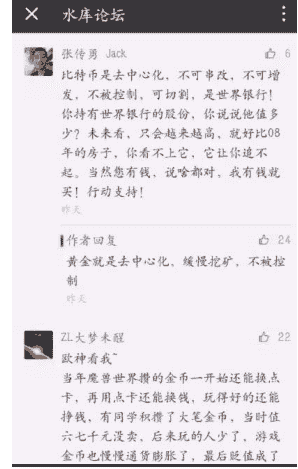 水库论坛
张传勇 Jack
6
比特币是去中心化，不可串改，不可增
发，不被控制，可切割，是世界银行！
你持有世界银行的股份，你说说他值多
少？未来看，只会越来越高，就好比08
年的房子，你看不上它，它让你追不
起。当然您有钱，说啥都对，我有钱就
买！行动支持！
昨天
作者回复
24
黄金就是去中心化，缓慢挖矿，不被控
制
昨天
ZL大梦未醒
22
欧神看我~
当年魔兽世界攒的金币一开始还能换点
卡，再用点卡还能换钱，玩得好的还能
挣钱，有同学积攒了大笔金币，当时值
六七千元没卖，后来玩的人少了，游戏
金币也慢慢通货膨胀了，最后贬值成了